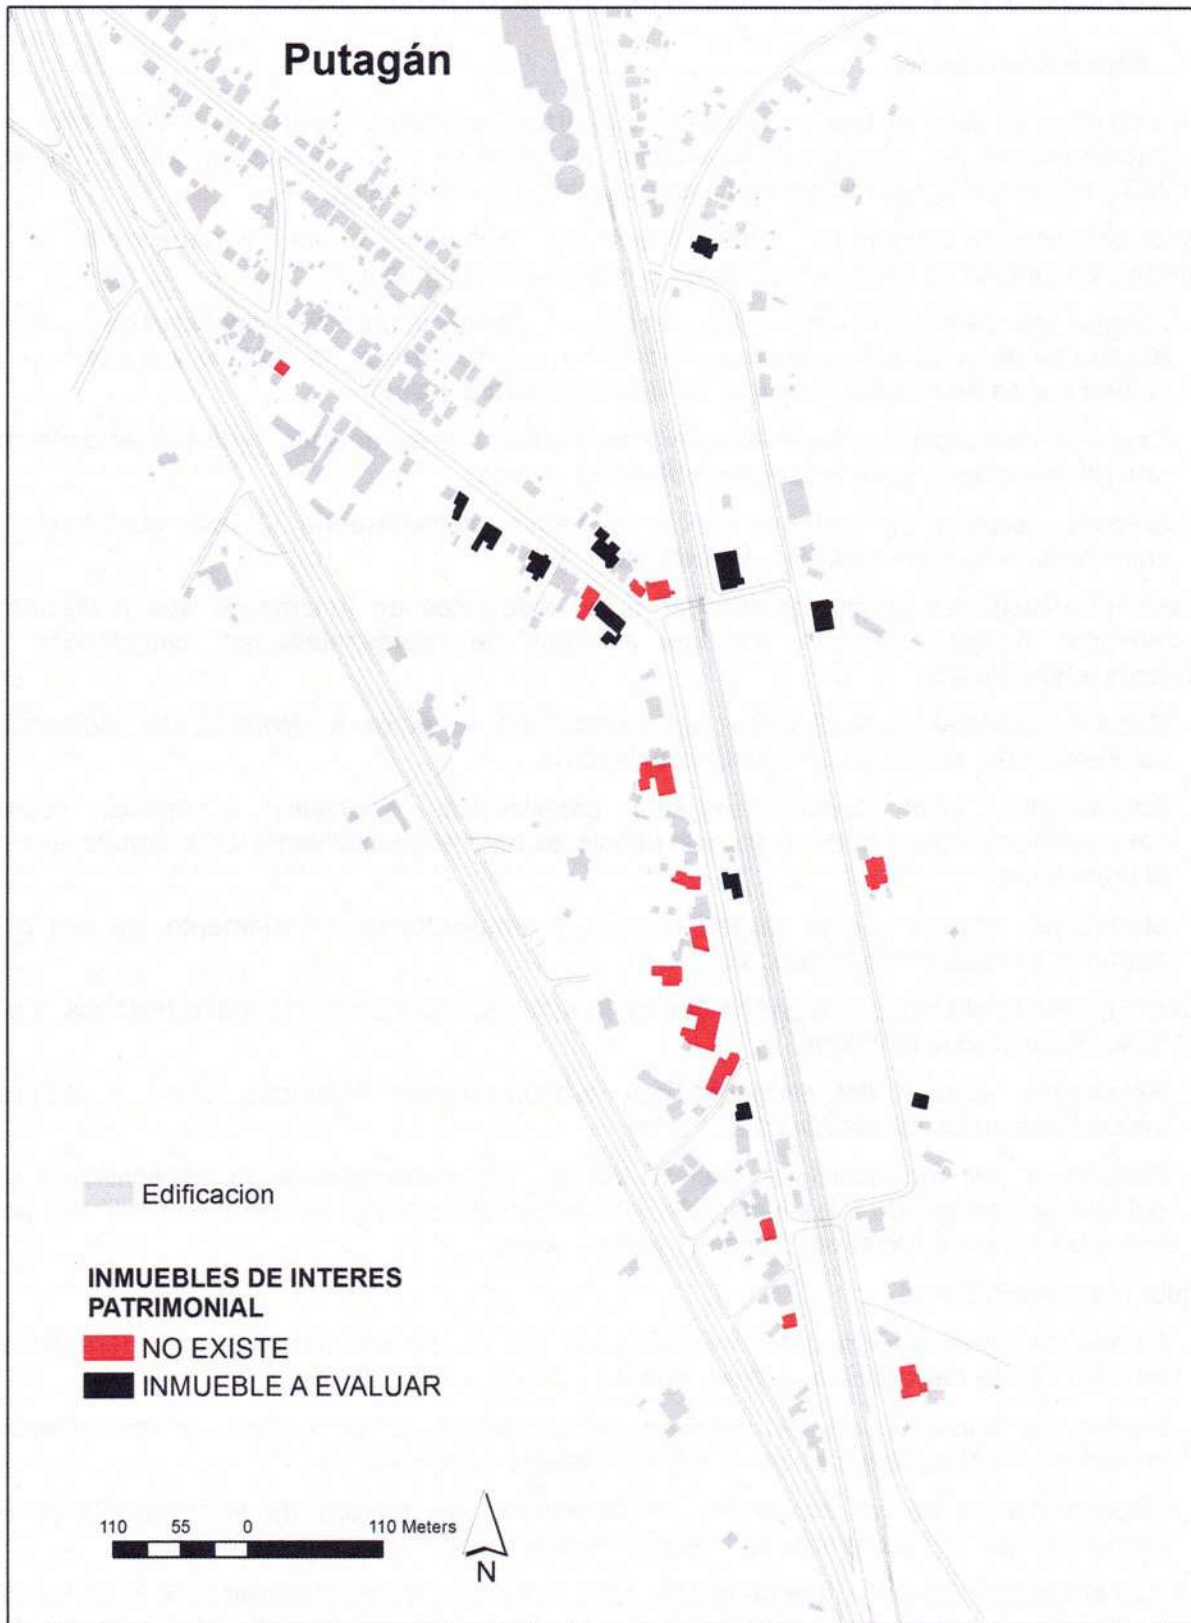 Putagán
Edificacion
INMUEBLES DE INTERES
PATRIMONIAL
NO EXISTE
INMUEBLE A EVALUAR
110 55 0 110 Meters
N